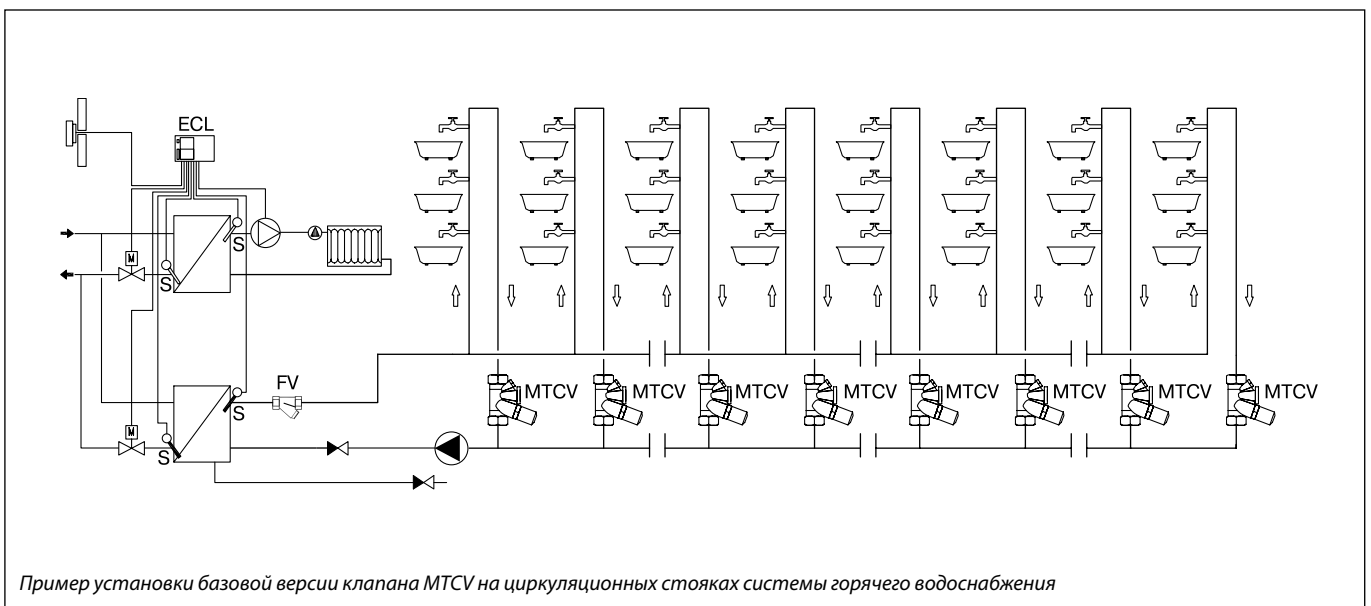 ECL
M
S
S
FV
M
S
S
MTCV MTCV MTCV MTCV MTCV MTCV MTCV MTCV
Пример установки базовой версии клапана MTCV на циркуляционных стояках системы горячего водоснабжения